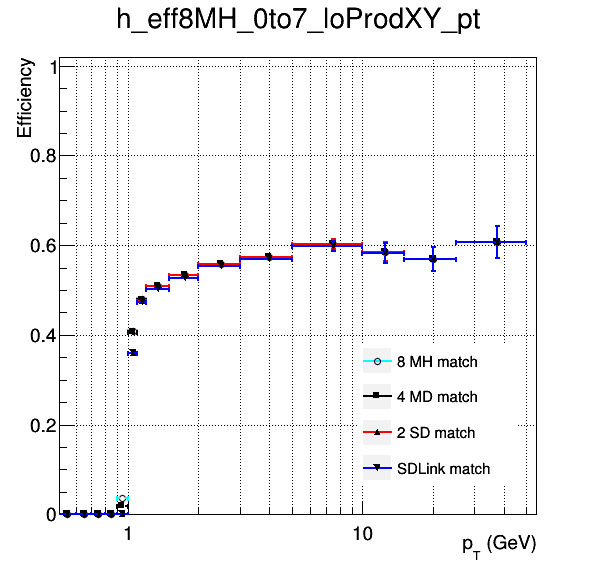 h_eff8MH_0to7_loProdXY_pt
Efficiency
1
0.8
0.6
0.4
0.2
0
8 MH match
4 MD match
2 SD match
SDLink match
1
10
p_T (GeV)